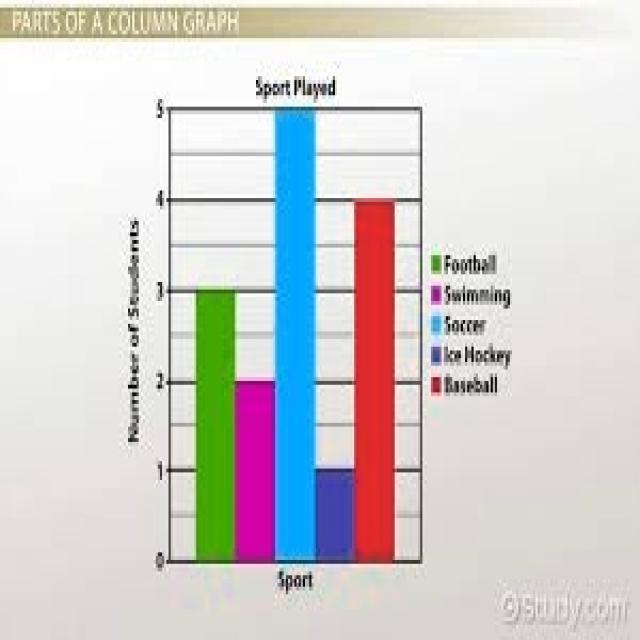 PARTS OF A COLUMN GRAPH
Sport Played
5
4
3
2
1
0
Number of Students
Sport
Football
Swimming
Soccer
Ice Hockey
Baseball
Study.com